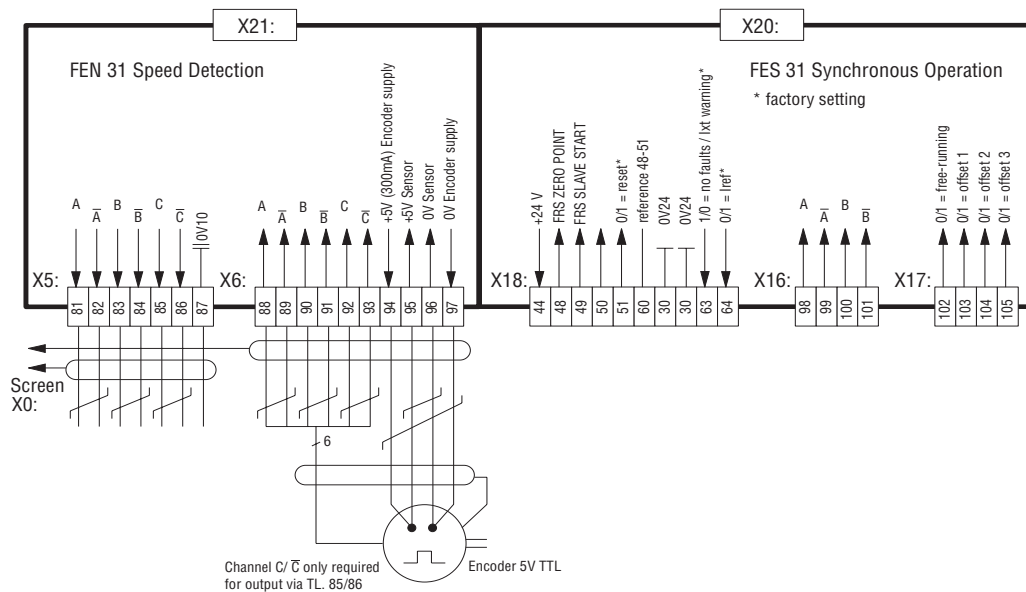 X21:
X20:
FEN 31 Speed Detection
FES 31 Synchronous Operation
* factory setting
A
A̅
B
B̅
C
C̅
0V10
A
A̅
B
B̅
C
C̅
+5V (300mA) Encoder supply
+5V Sensor
0V Sensor
0V Encoder supply
+24 V
FRS ZERO POINT
FRS SLAVE START
0/1 = reset*
reference 48-51
0V24
0V24
1/0 = no faults / Ixt warning*
0/1 = Iref*
A
A̅
B
B̅
0/1 = free-running
0/1 = offset 1
0/1 = offset 2
0/1 = offset 3
X5:
X6:
X18:
X16:
X17:
81
82
83
84
85
86
87
88
89
90
91
92
93
94
95
96
97
44
48
49
50
51
60
30
30
63
64
98
99
100
101
102
103
104
105
Screen
X0:
6
Channel C/ C̅ only required
for output via TL. 85/86
Encoder 5V TTL